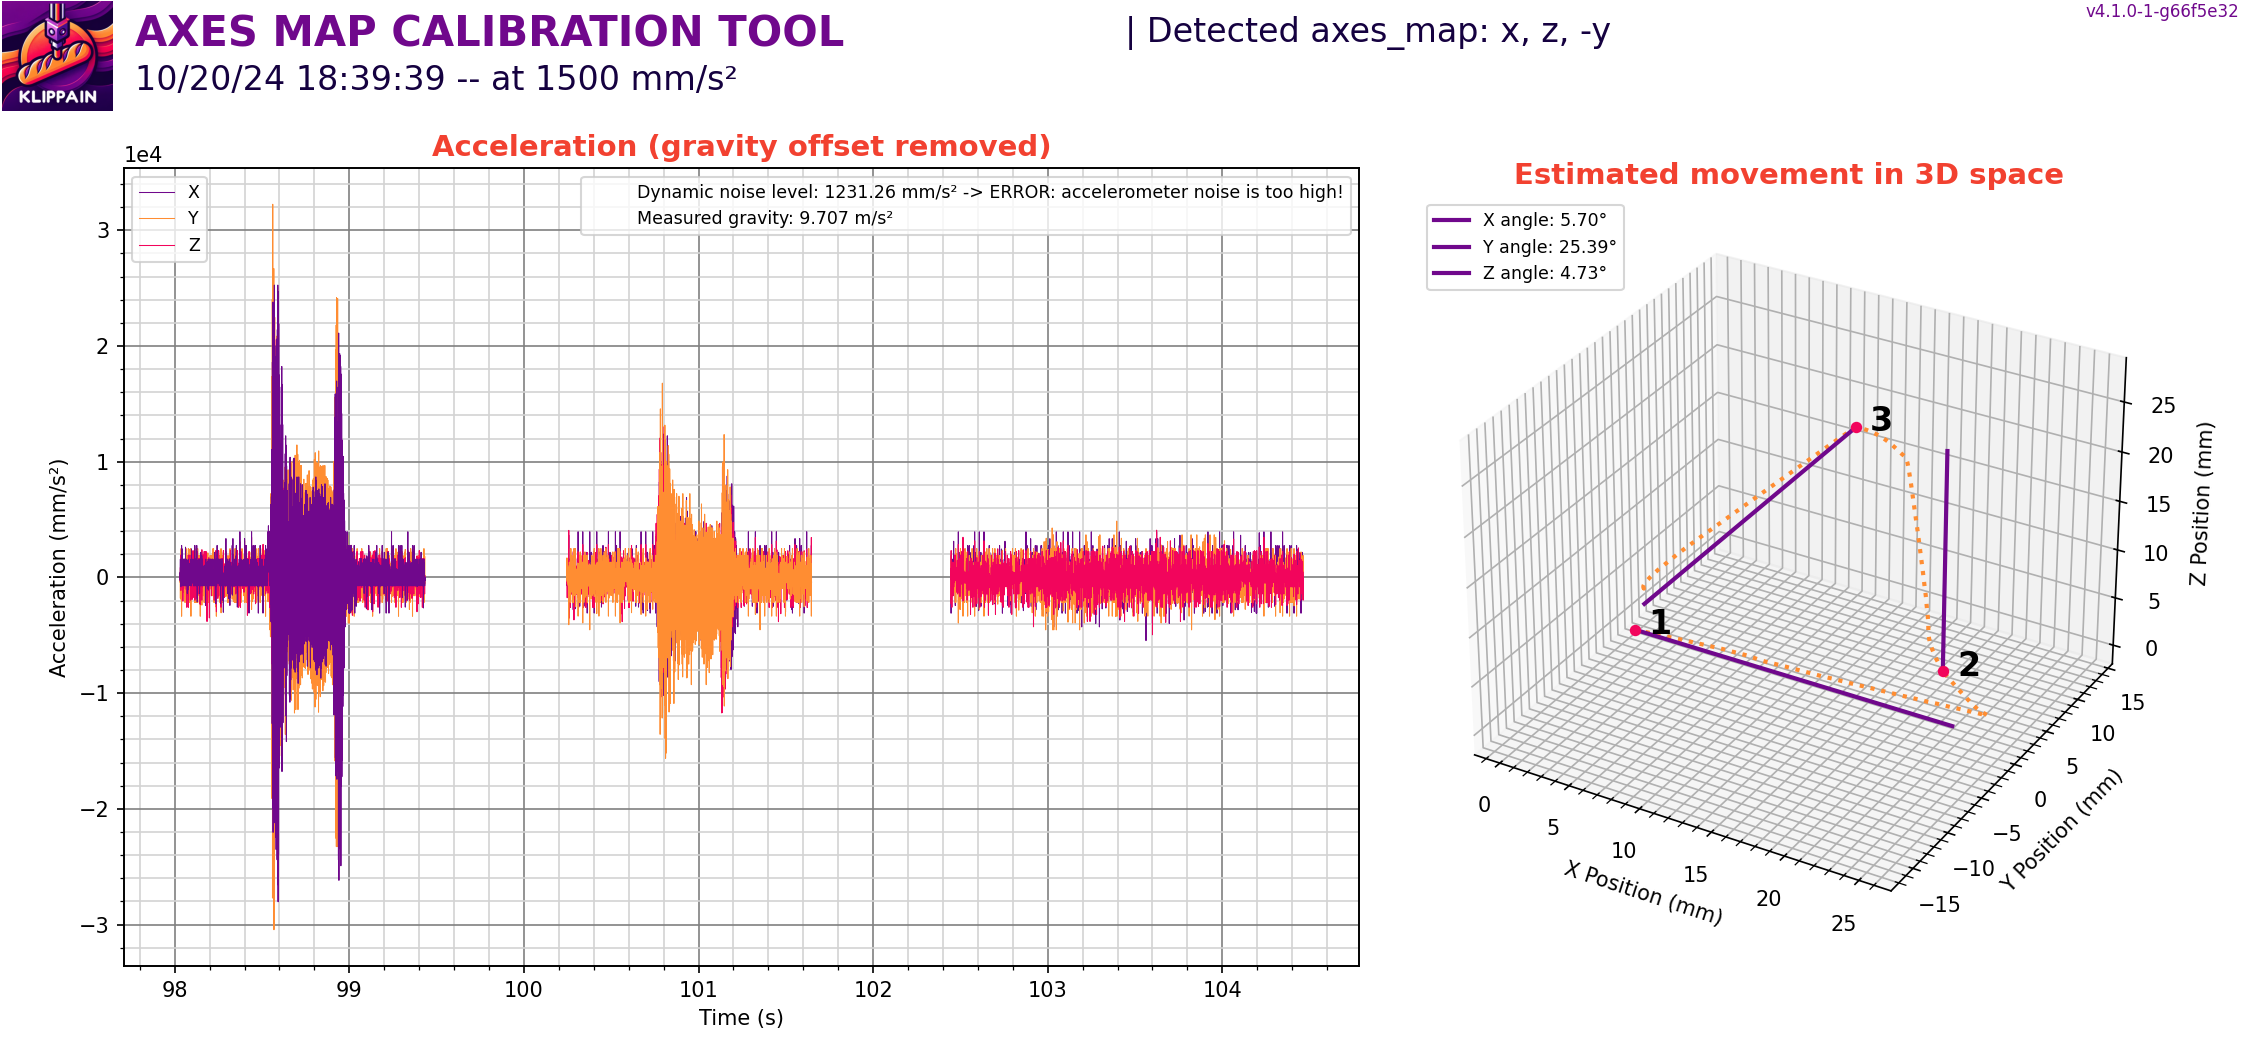 KLIPPAIN
AXES MAP CALIBRATION TOOL
| Detected axes_map: x, z, -y
v4.1.0-1-g66f5e32
10/20/24 18:39:39 -- at 1500 mm/s²
Acceleration (gravity offset removed)
1e4
X
Y
Z
Dynamic noise level: 1231.26 mm/s² -> ERROR: accelerometer noise is too high!
Measured gravity: 9.707 m/s²
3
2
1
0
−1
−2
−3
Acceleration (mm/s²)
98
99
100
101
102
103
104
Time (s)
Estimated movement in 3D space
X angle: 5.70°
Y angle: 25.39°
Z angle: 4.73°
3
1
2
25
20
15
10
5
0
Z Position (mm)
15
10
5
0
−5
−10
−15
Y Position (mm)
0
5
10
15
20
25
X Position (mm)